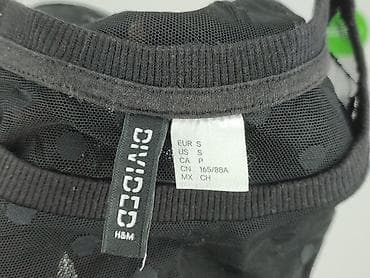 DIVIDED
H&M
EUR S
US S
CA P
CN 165/88A
MX CH